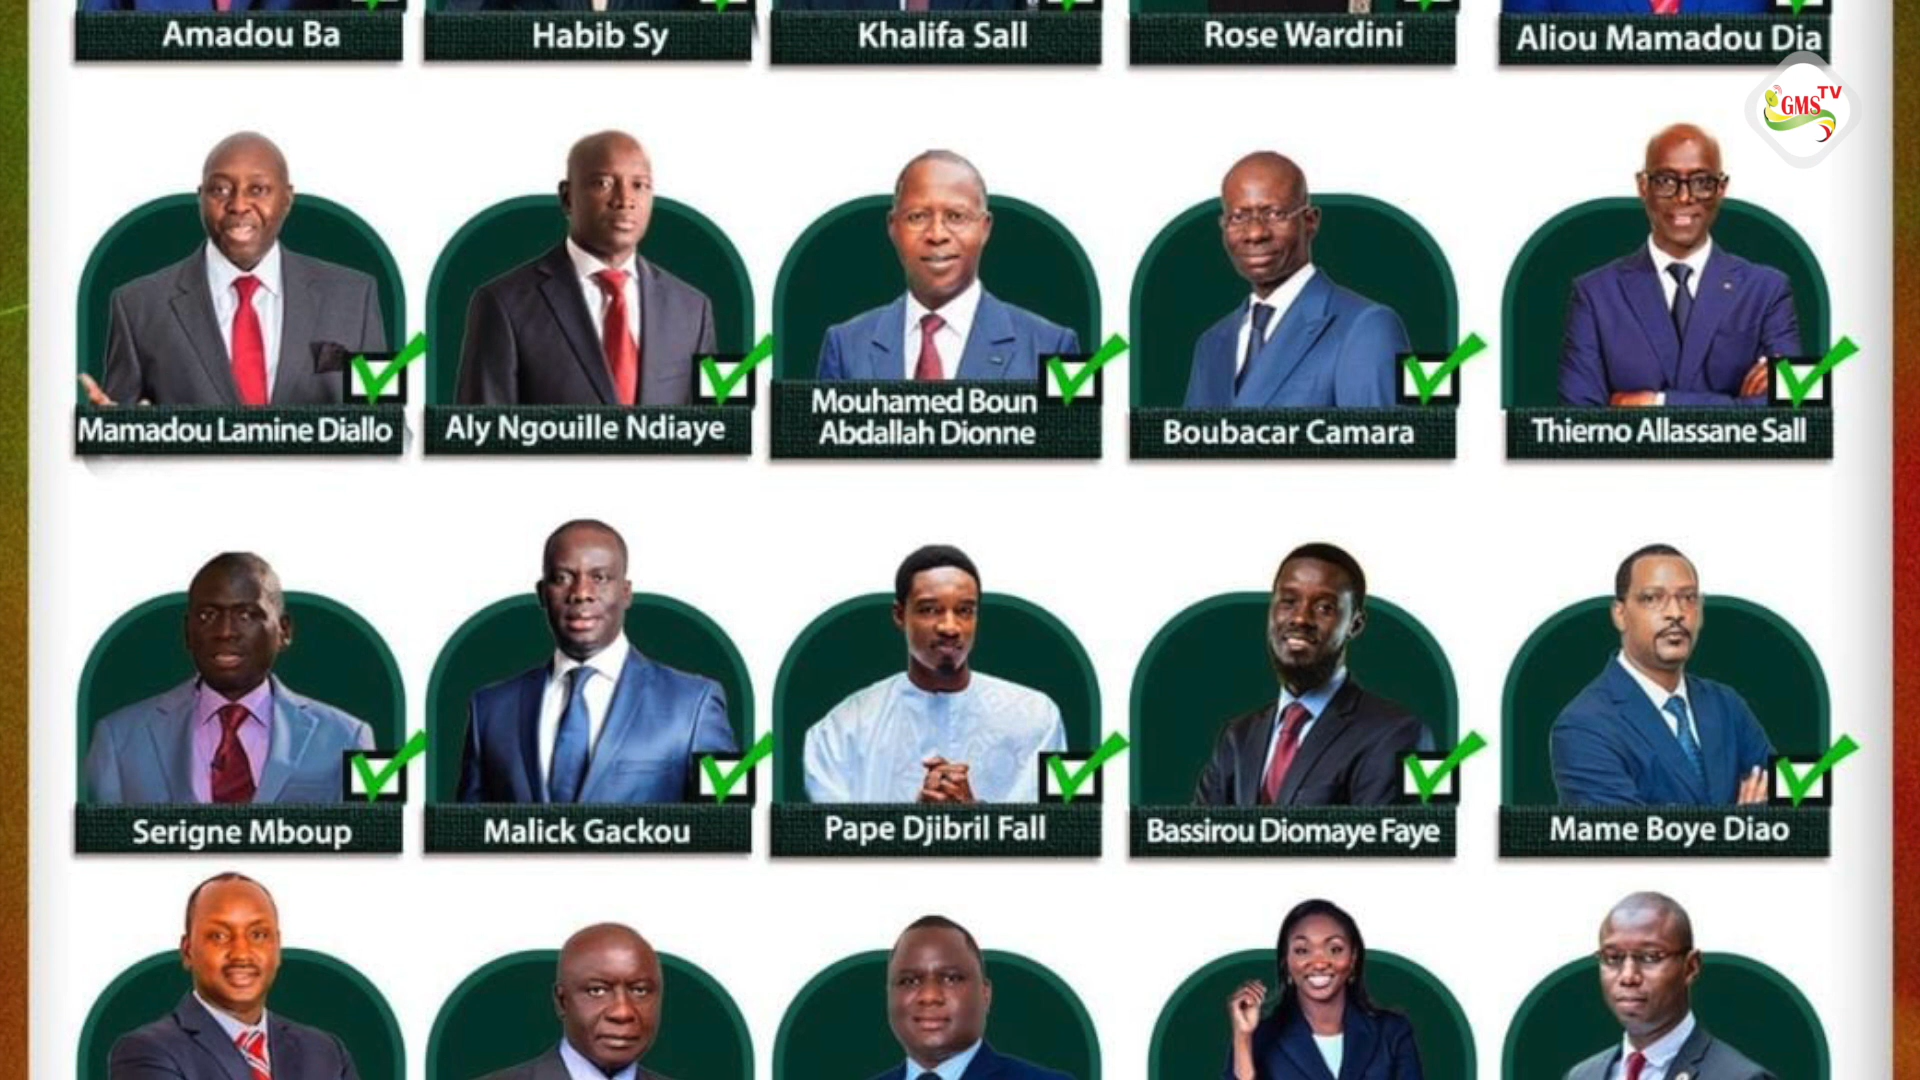 Amadou Ba
Habib Sy
Khalifa Sall
Rose Wardini
Aliou Mamadou Dia
GMS TV
Mamadou Lamine Diallo
Aly Ngouille Ndiaye
Mouhamed Boun
Abdallah Dionne
Boubacar Camara
Thierno Allassane Sall
Serigne Mboup
Malick Gackou
Pape Djibril Fall
Bassirou Diomaye Faye
Mame Boye Diao